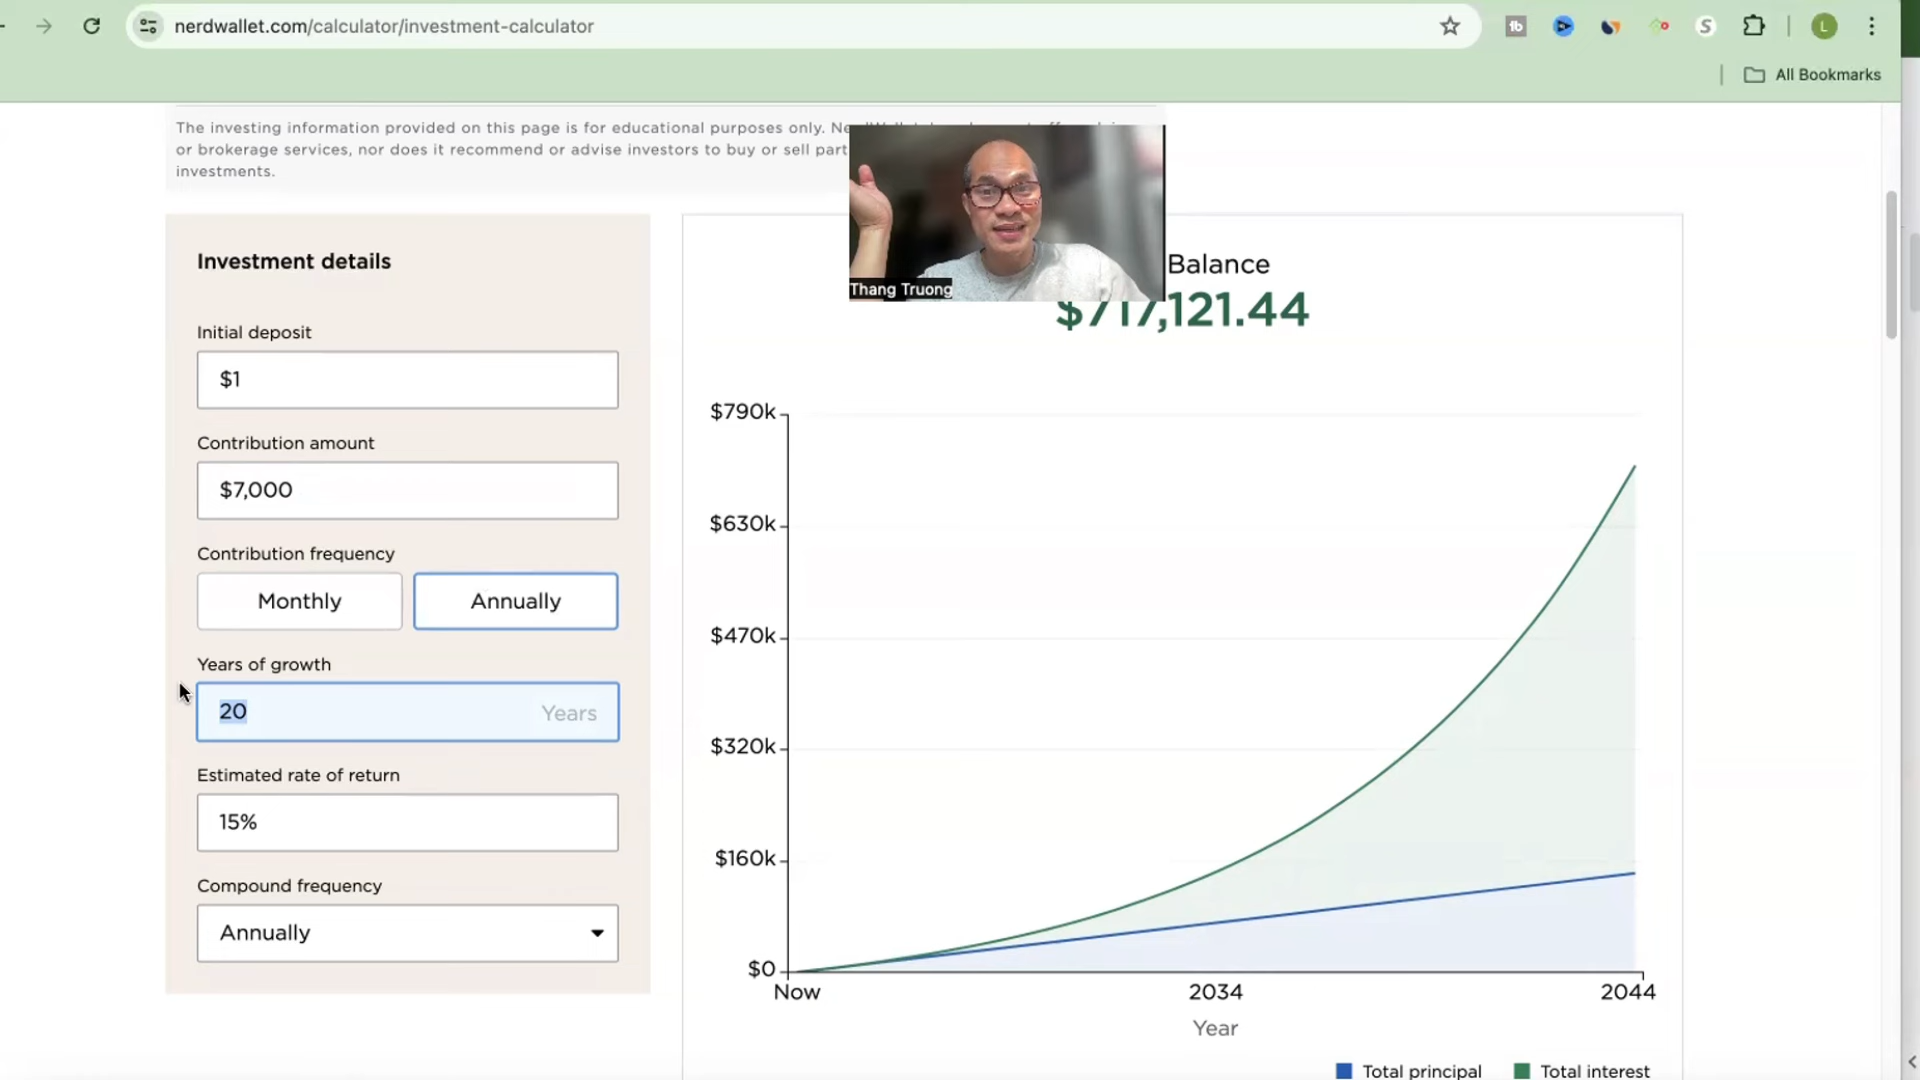 nerdwallet.com/calculator/investment-calculator
L
All Bookmarks
The investing information provided on this page is for educational purposes only.
or brokerage services, nor does it recommend or advise investors to buy or sell
investments.
Thang Truong
Investment details
Initial deposit
$1
Contribution amount
$7,000
Contribution frequency
Monthly
Annually
Years of growth
20
Years
Estimated rate of return
15%
Compound frequency
Annually
Balance
$717,121.44
$790k
$630k
$470k
$320k
$160k
$0
Now
2034
2044
Year
Total principal
Total interest